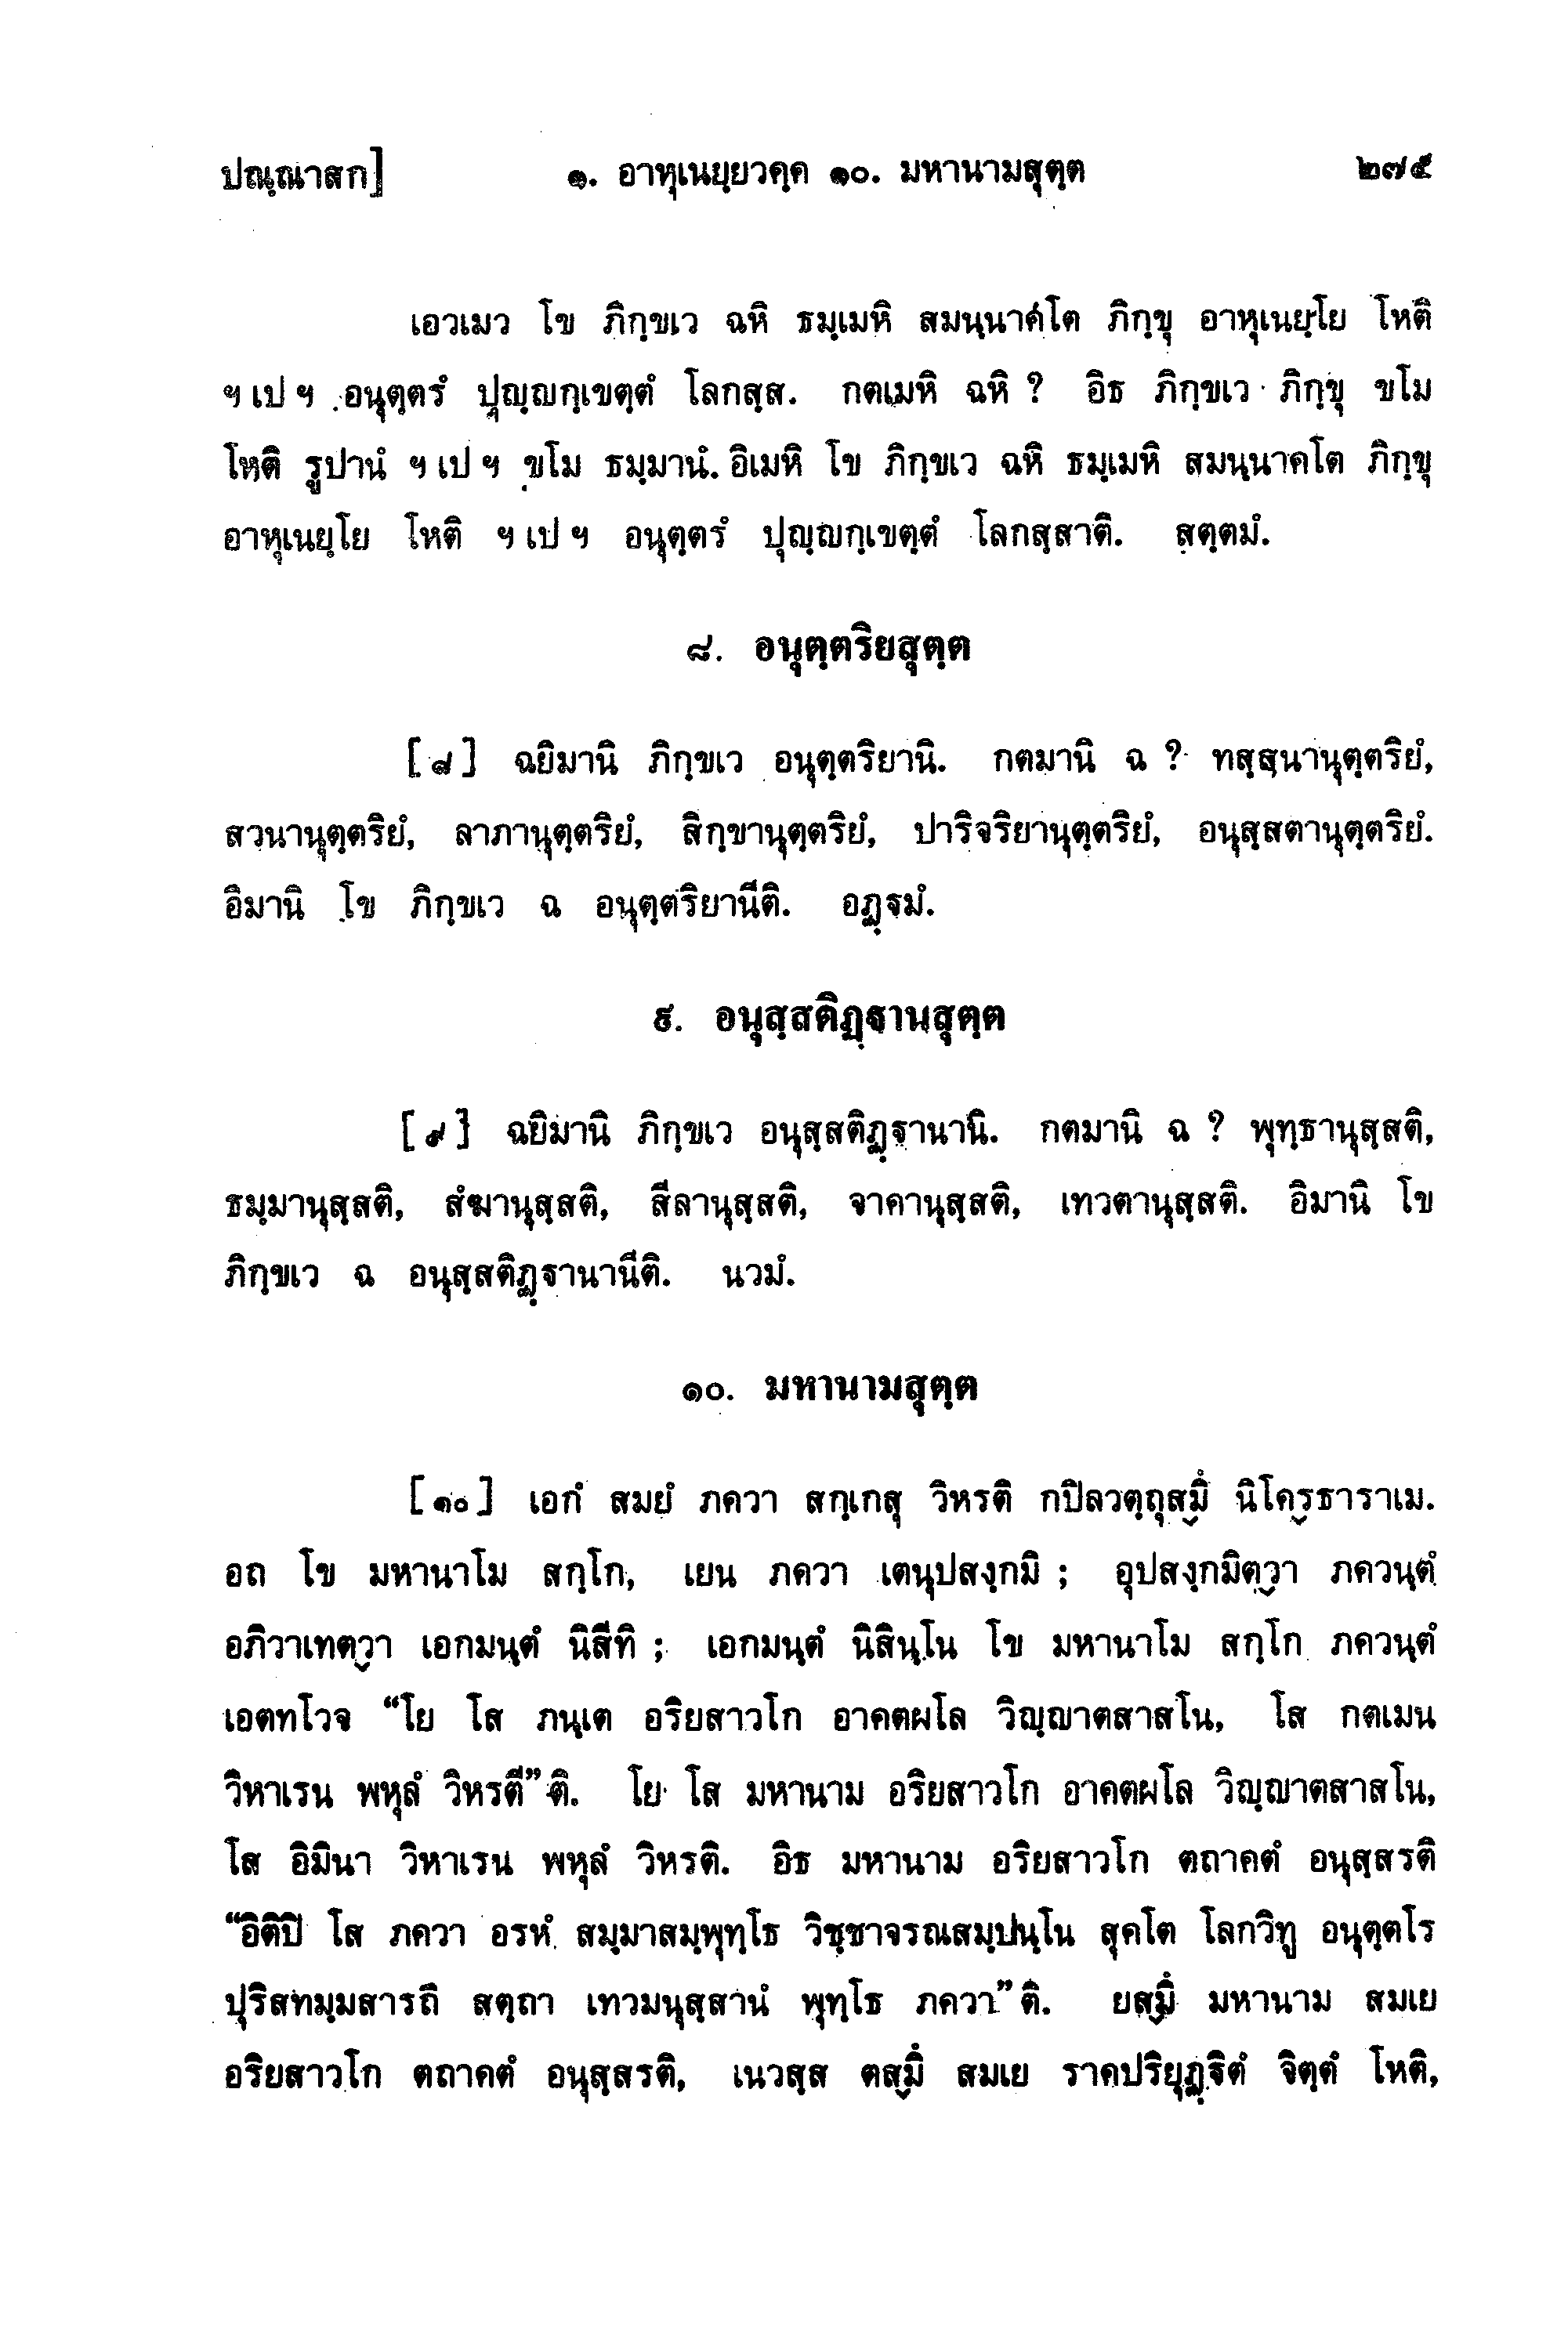 ปณฺณาสก] ๑. อาหุเนยฺยวคฺค ๑๐. มหานามสุตฺต ๒๗๕
เอวเมว โข ภิกฺขเว ฉหิ ธมฺเมหิ สมนฺนาคโต ภิกฺขุ อาหุเนยฺโย โหติ
ฯ เป ฯ อนุตฺตรํ ปุญฺญกฺเขตฺตํ โลกสฺส. กตเมหิ ฉหิ ? อิธ ภิกฺขเว ภิกฺขุ ขโม
โหติ รูปานํ ฯ เป ฯ ขโม ธมฺมานํ. อิเมหิ โข ภิกฺขเว ฉหิ ธมฺเมหิ สมนฺนาคโต ภิกฺขุ
อาหุเนยฺโย โหติ ฯ เป ฯ อนุตฺตรํ ปุญฺญกฺเขตฺตํ โลกสฺสาติ. สตฺตมํ.
๘. อนุตฺตริยสุตฺต
[๘] ฉยิมานิ ภิกฺขเว อนุตฺตริยานิ. กตมานิ ฉ ? ทสฺสนานุตฺตริยํ,
สวนานุตฺตริยํ, ลาภานุตฺตริยํ, สิกฺขานุตฺตริยํ, ปาริจริยานุตฺตริยํ, อนุสฺสตานุตฺตริยํ.
อิมานิ โข ภิกฺขเว ฉ อนุตฺตริยานีติ. อฏฺฐมํ.
๙. อนุสฺสติฏฺฐานสุตฺต
[๙] ฉยิมานิ ภิกฺขเว อนุสฺสติฏฺฐานานิ. กตมานิ ฉ ? พุทฺธานุสฺสติ,
ธมฺมานุสฺสติ, สํฆานุสฺสติ, สีลานุสฺสติ, จาคานุสฺสติ, เทวตานุสฺสติ. อิมานิ โข
ภิกฺขเว ฉ อนุสฺสติฏฺฐานานีติ. นวมํ.
๑๐. มหานามสุตฺต
[๑๐] เอกํ สมยํ ภควา สกฺเกสุ วิหรติ กปิลวตฺถุสฺมึ นิโคฺรธาราเม.
อถ โข มหานาโม สกฺโก, เยน ภควา เตนุปสงฺกมิ ; อุปสงฺกมิตฺวา ภควนฺตํ
อภิวาเทตฺวา เอกมนฺตํ นิสีทิ ; เอกมนฺตํ นิสินฺโน โข มหานาโม สกฺโก ภควนฺตํ
เอตทโวจ “โย โส ภนฺเต อริยสาวโก อาคตผโล วิญฺญาตสาสโน, โส กตเมน
วิหาเรน พหุลํ วิหรตี”ติ. โย โส มหานาม อริยสาวโก อาคตผโล วิญฺญาตสาสโน,
โส อิมินา วิหาเรน พหุลํ วิหรติ. อิธ มหานาม อริยสาวโก ตถาคตํ อนุสฺสรติ
“อิติปิ โส ภควา อรหํ สมฺมาสมฺพุทฺโธ วิชฺชาจรณสมฺปนฺโน สุคโต โลกวิทู อนุตฺตโร
ปุริสทมฺมสารถิ สตฺถา เทวมนุสฺสานํ พุทฺโธ ภควา”ติ. ยสฺมึ มหานาม สมเย
อริยสาวโก ตถาคตํ อนุสฺสรติ, เนวสฺส ตสฺมึ สมเย ราคปริยุฏฺฐิตํ จิตฺตํ โหติ,